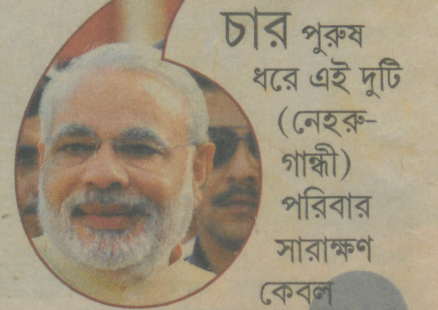 চার পুরুষ
ধরে এই দুটি
(নেহরু-
গান্ধী)
পরিবার
সারাক্ষণ
কেবল